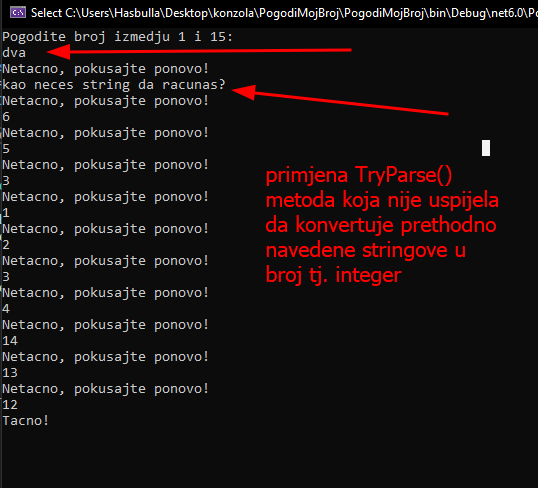 Select C:\Users\Hasbulla\Desktop\konzola\PogodiMojBroj\PogodiMojBroj\bin\Debug\net6.0\Po
Pogodite broj izmedju 1 i 15:
dva
Netacno, pokusajte ponovo!
kao neces string da racunas?
Netacno, pokusajte ponovo!
6
Netacno, pokusajte ponovo!
5
Netacno, pokusajte ponovo!
3
Netacno, pokusajte ponovo!
1
Netacno, pokusajte ponovo!
2
Netacno, pokusajte ponovo!
3
Netacno, pokusajte ponovo!
4
Netacno, pokusajte ponovo!
14
Netacno, pokusajte ponovo!
13
Netacno, pokusajte ponovo!
12
Tacno!
primjena TryParse()
metoda koja nije uspijela
da konvertuje prethodno
navedene stringove u
broj tj. integer